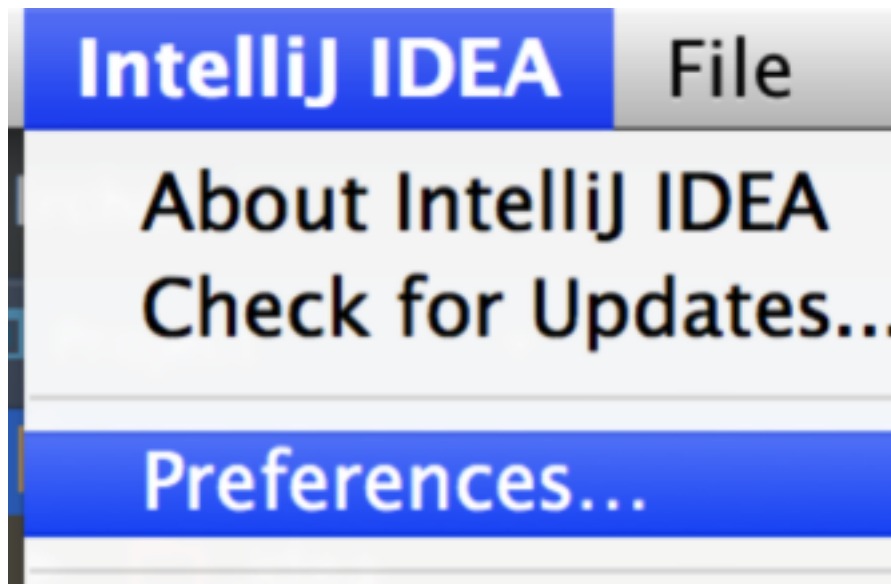 IntelliJ IDEA File
About IntelliJ IDEA
Check for Updates...
Preferences...